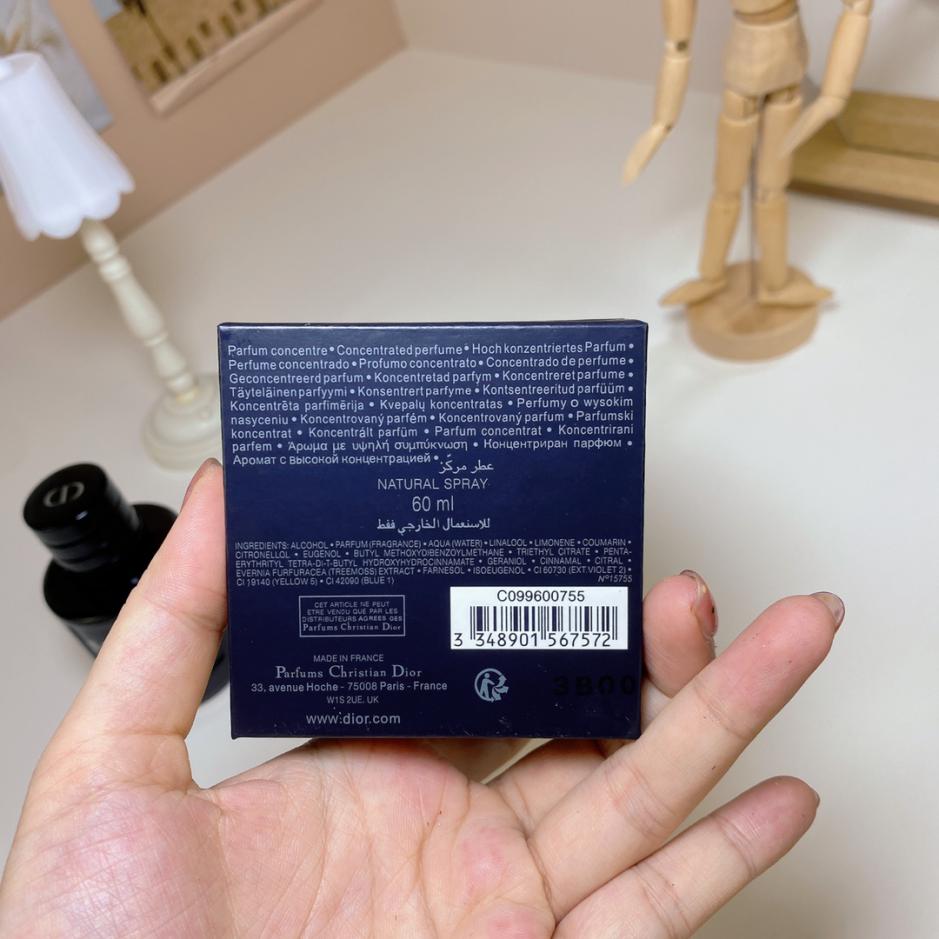 Parfum concentre • Concentrated perfume • Hoch konzentriertes Parfum •
Perfume concentrado • Profumo concentrato • Concentrado de perfume •
Geconcentreerd parfum • Koncentretad parfym • Koncentreret parfume •
Täyteläinen parfyymi • Konsentrert parfyme • Kontsentreeritud parfüüm •
Koncentrēta parfimērija • Kvepalų koncentratas • Perfumy o wysokim
nasyceniu • Koncentrovaný parfém • Koncentrovaný parfum • Parfumski
koncentrat • Koncentrált parfüm • Parfum concentrat • Koncentrirani
parfem • Άρωμα με υψηλή συμπύκνωση • Концентриран парфюм •
Аромат с высокой концентрацией • عطر مركّز
NATURAL SPRAY
60 ml
للاستعمال الخارجي فقط
INGREDIENTS: ALCOHOL • PARFUM (FRAGRANCE) • AQUA (WATER) • LINALOOL • LIMONENE • COUMARIN •
CITRONELLOL • EUGENOL • BUTYL METHOXYDIBENZOYLMETHANE • TRIETHYL CITRATE • PENTA-
ERYTHRITYL TETRA-DI-T-BUTYL HYDROXYHYDROCINNAMATE • GERANIOL • CINNAMAL • CITRAL •
EVERNIA FURFURACEA (TREEMOSS) EXTRACT • FARNESOL • ISOEUGENOL • CI 60730 (EXT. VIOLET 2) •
CI 19140 (YELLOW 5) • CI 42090 (BLUE 1) N°15755
CET ARTICLE NE PEUT
ETRE VENDU QUE PAR LES
DISTRIBUTEURS AGREES DES
Parfums Christian Dior
C099600755
3 348901 567572
MADE IN FRANCE
Parfums Christian Dior
33, avenue Hoche - 75008 Paris - France
W1S 2UE. UK
www.dior.com
3B00